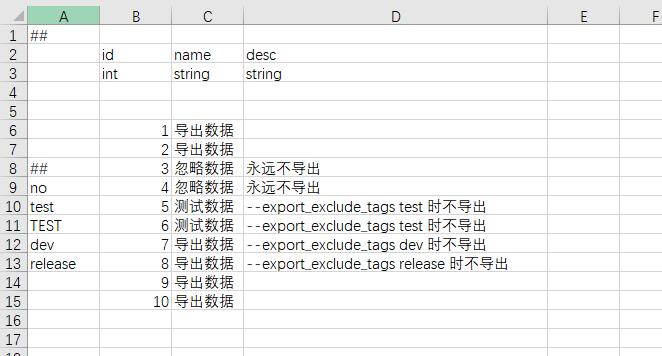 A B C D E F
1 ##
2 id name desc
3 int string string
4
5
6 1 导出数据
7 2 导出数据
8 ## 3 忽略数据 永远不导出
9 no 4 忽略数据 永远不导出
10 test 5 测试数据 --export_exclude_tags test 时不导出
11 TEST 6 测试数据 --export_exclude_tags test 时不导出
12 dev 7 导出数据 --export_exclude_tags dev 时不导出
13 release 8 导出数据 --export_exclude_tags release 时不导出
14 9 导出数据
15 10 导出数据
16
17